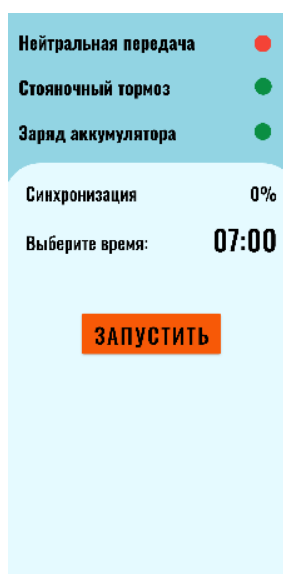 Нейтральная передача
Стояночный тормоз
Заряд аккумулятора
Синхронизация 0%
Выберите время: 07:00
ЗАПУСТИТЬ